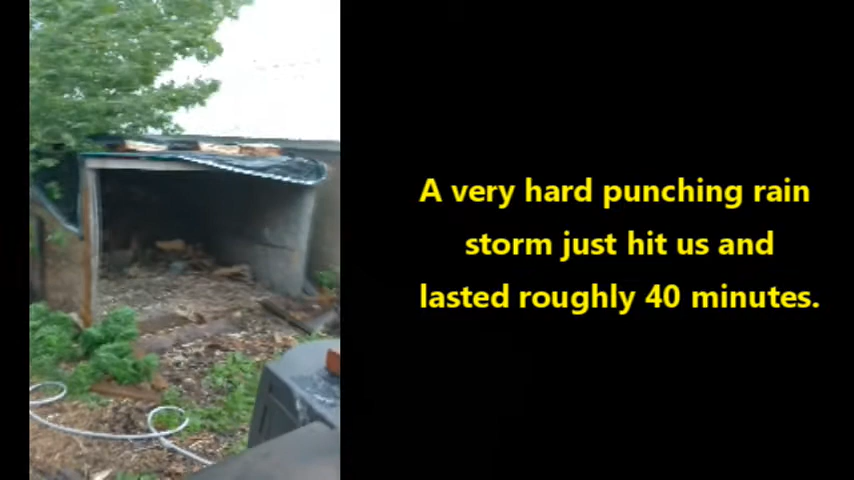 A very hard punching rain
storm just hit us and
lasted roughly 40 minutes.